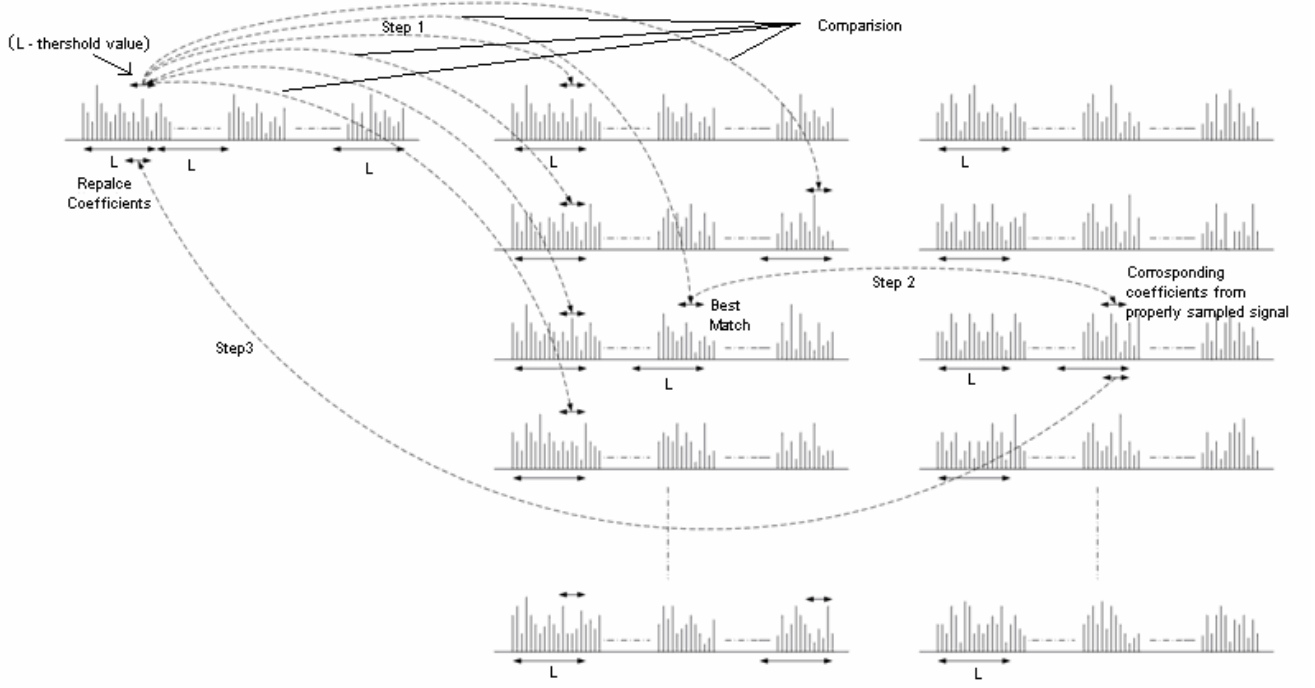 Step 1
Comparision
(L - thershold value)
L
L
L
L
L
Repalce
Coefficients
Step 2
Corrosponding
coefficients from
properly sampled signal
Best
Match
Step3
L
L
L
L